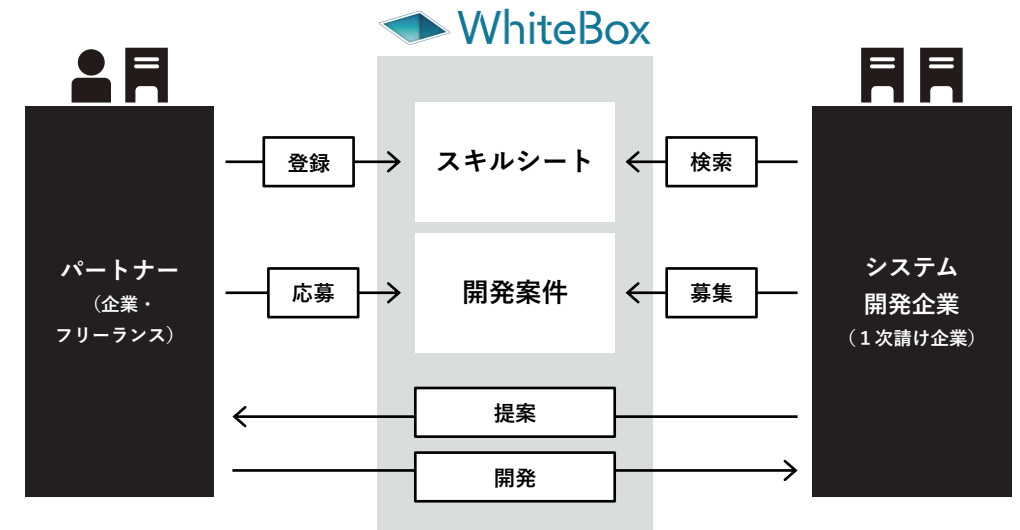 WhiteBox
パートナー
（企業・
フリーランス）
登録
スキルシート
検索
応募
開発案件
募集
提案
開発
システム
開発企業
（１次請け企業）